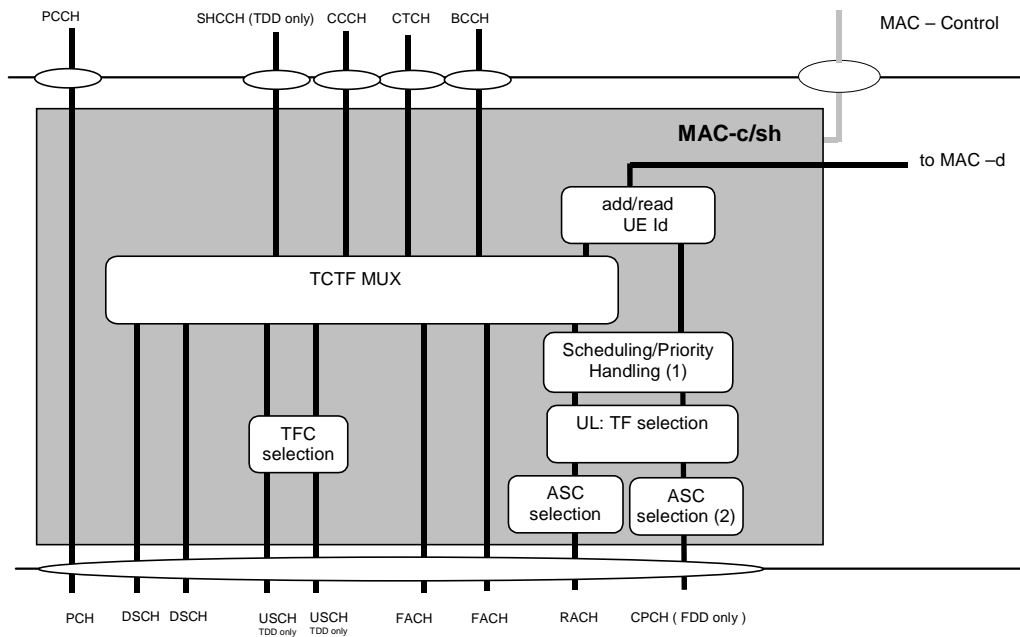 PCCH
SHCCH (TDD only)
CCCH
CTCH
BCCH
MAC – Control
MAC-c/sh
to MAC –d
add/read
UE Id
TCTF MUX
Scheduling/Priority
Handling (1)
UL: TF selection
TFC
selection
ASC
selection
ASC
selection (2)
PCH
DSCH
DSCH
USCH
TDD only
USCH
TDD only
FACH
FACH
RACH
CPCH ( FDD only )